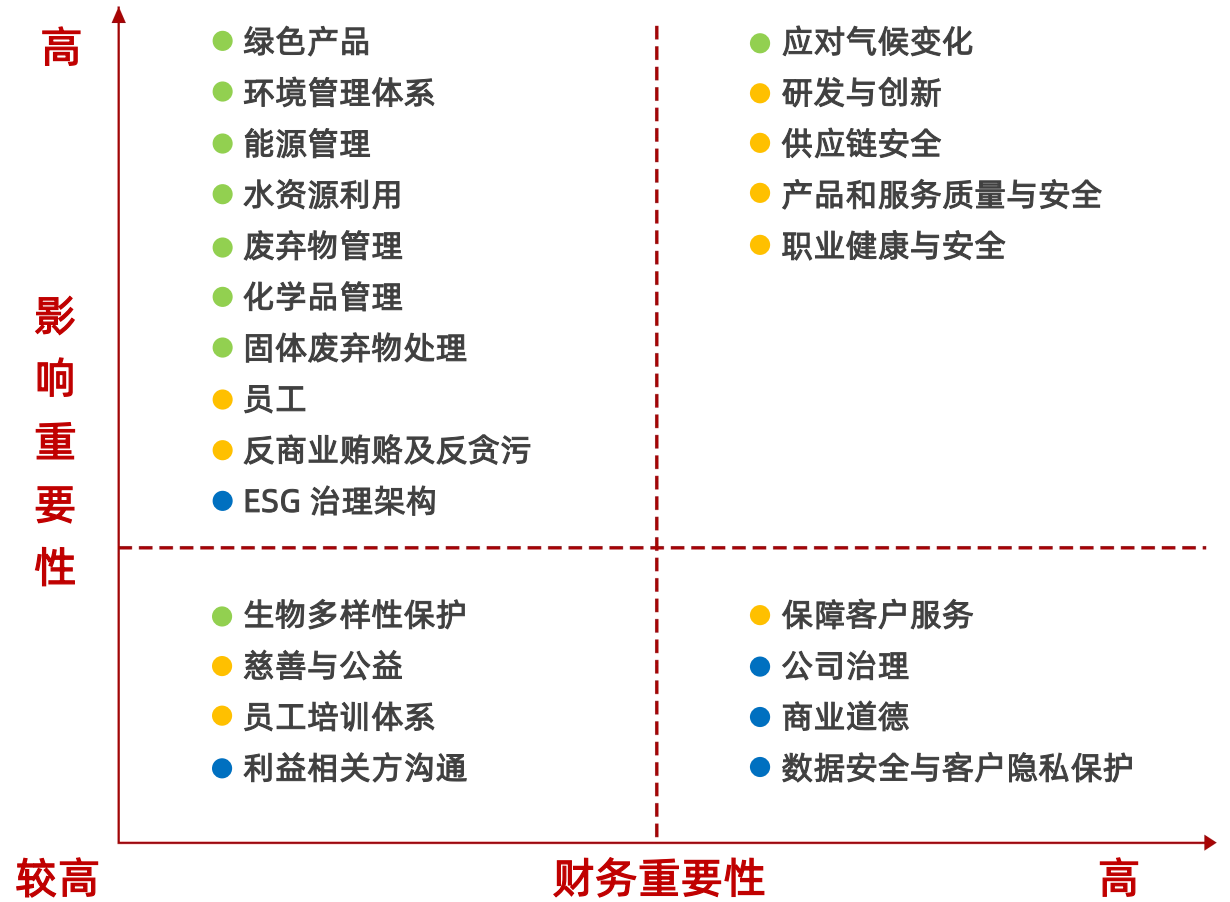 高
影响重要性
绿色产品
环境管理体系
能源管理
水资源利用
废弃物管理
化学品管理
固体废弃物处理
员工
反商业贿赂及反贪污
ESG 治理架构
应对气候变化
研发与创新
供应链安全
产品和服务质量与安全
职业健康与安全
生物多样性保护
慈善与公益
员工培训体系
利益相关方沟通
保障客户服务
公司治理
商业道德
数据安全与客户隐私保护
较高
财务重要性
高